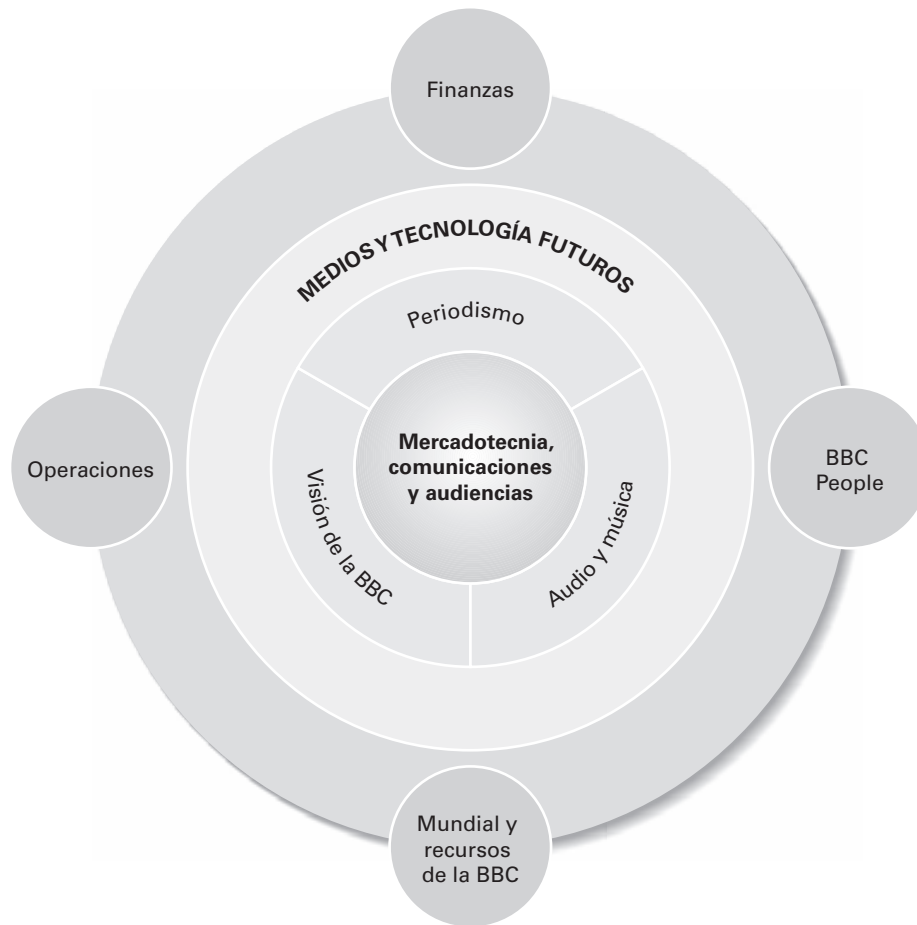 Finanzas
MEDIOS Y TECNOLOGÍA FUTUROS
Periodismo
Mercadotecnia,
comunicaciones
y audiencias
Visión de la BBC
Audio y música
Operaciones
BBC
People
Mundial y
recursos
de la BBC